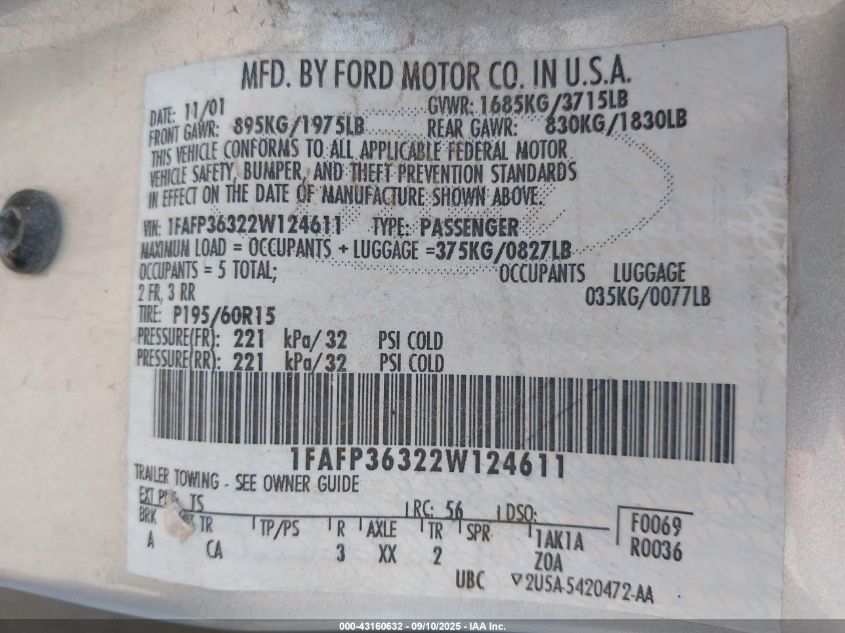 MFD. BY FORD MOTOR CO. IN U.S.A.
DATE: 11/01 GVWR: 1685KG/3715LB
FRONT GAWR: 895KG/1975LB REAR GAWR: 830KG/1830LB
THIS VEHICLE CONFORMS TO ALL APPLICABLE FEDERAL MOTOR
VEHICLE SAFETY, BUMPER, AND THEFT PREVENTION STANDARDS
IN EFFECT ON THE DATE OF MANUFACTURE SHOWN ABOVE.
VIN: 1FAFP36322W124611 TYPE: PASSENGER
MAXIMUM LOAD = OCCUPANTS + LUGGAGE =375KG/0827LB
OCCUPANTS = 5 TOTAL; OCCUPANTS LUGGAGE
2 FR, 3 RR 035KG/0077LB
TIRE: P195/60R15
PRESSURE(FR): 221 kPa/32 PSI COLD
PRESSURE(RR): 221 kPa/32 PSI COLD
1FAFP36322W124611
TRAILER TOWING - SEE OWNER GUIDE
EXT TS RC: 56 DSO: F0069
BRK TR TP/PS R AXLE TR SPR 1AK1A R0036
A CA 3 XX 2 Z0A
UBC 2U5A-5420472-AA
000-43160632 - 09/10/2025 - IAA Inc.